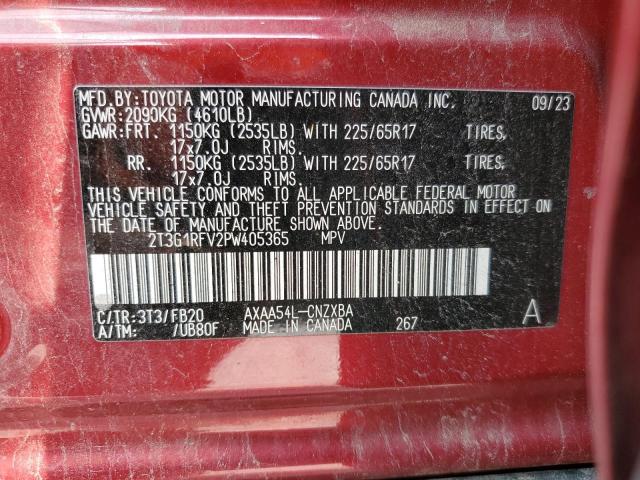 MFD.BY:TOYOTA MOTOR MANUFACTURING CANADA INC. 09/23
GVWR:2090KG (4610LB)
GAWR:FRT. 1150KG (2535LB) WITH 225/65R17 TIRES,
17x7.0J RIMS.
RR. 1150KG (2535LB) WITH 225/65R17 TIRES,
17x7.0J RIMS.
THIS VEHICLE CONFORMS TO ALL APPLICABLE FEDERAL MOTOR
VEHICLE SAFETY AND THEFT PREVENTION STANDARDS IN EFFECT ON
THE DATE OF MANUFACTURE SHOWN ABOVE.
2T3G1RFV2PW405365 MPV
C/TR:3T3/FB20 AXAA54L-CNZXBA
A/TM: /UB80F MADE IN CANADA 267 A